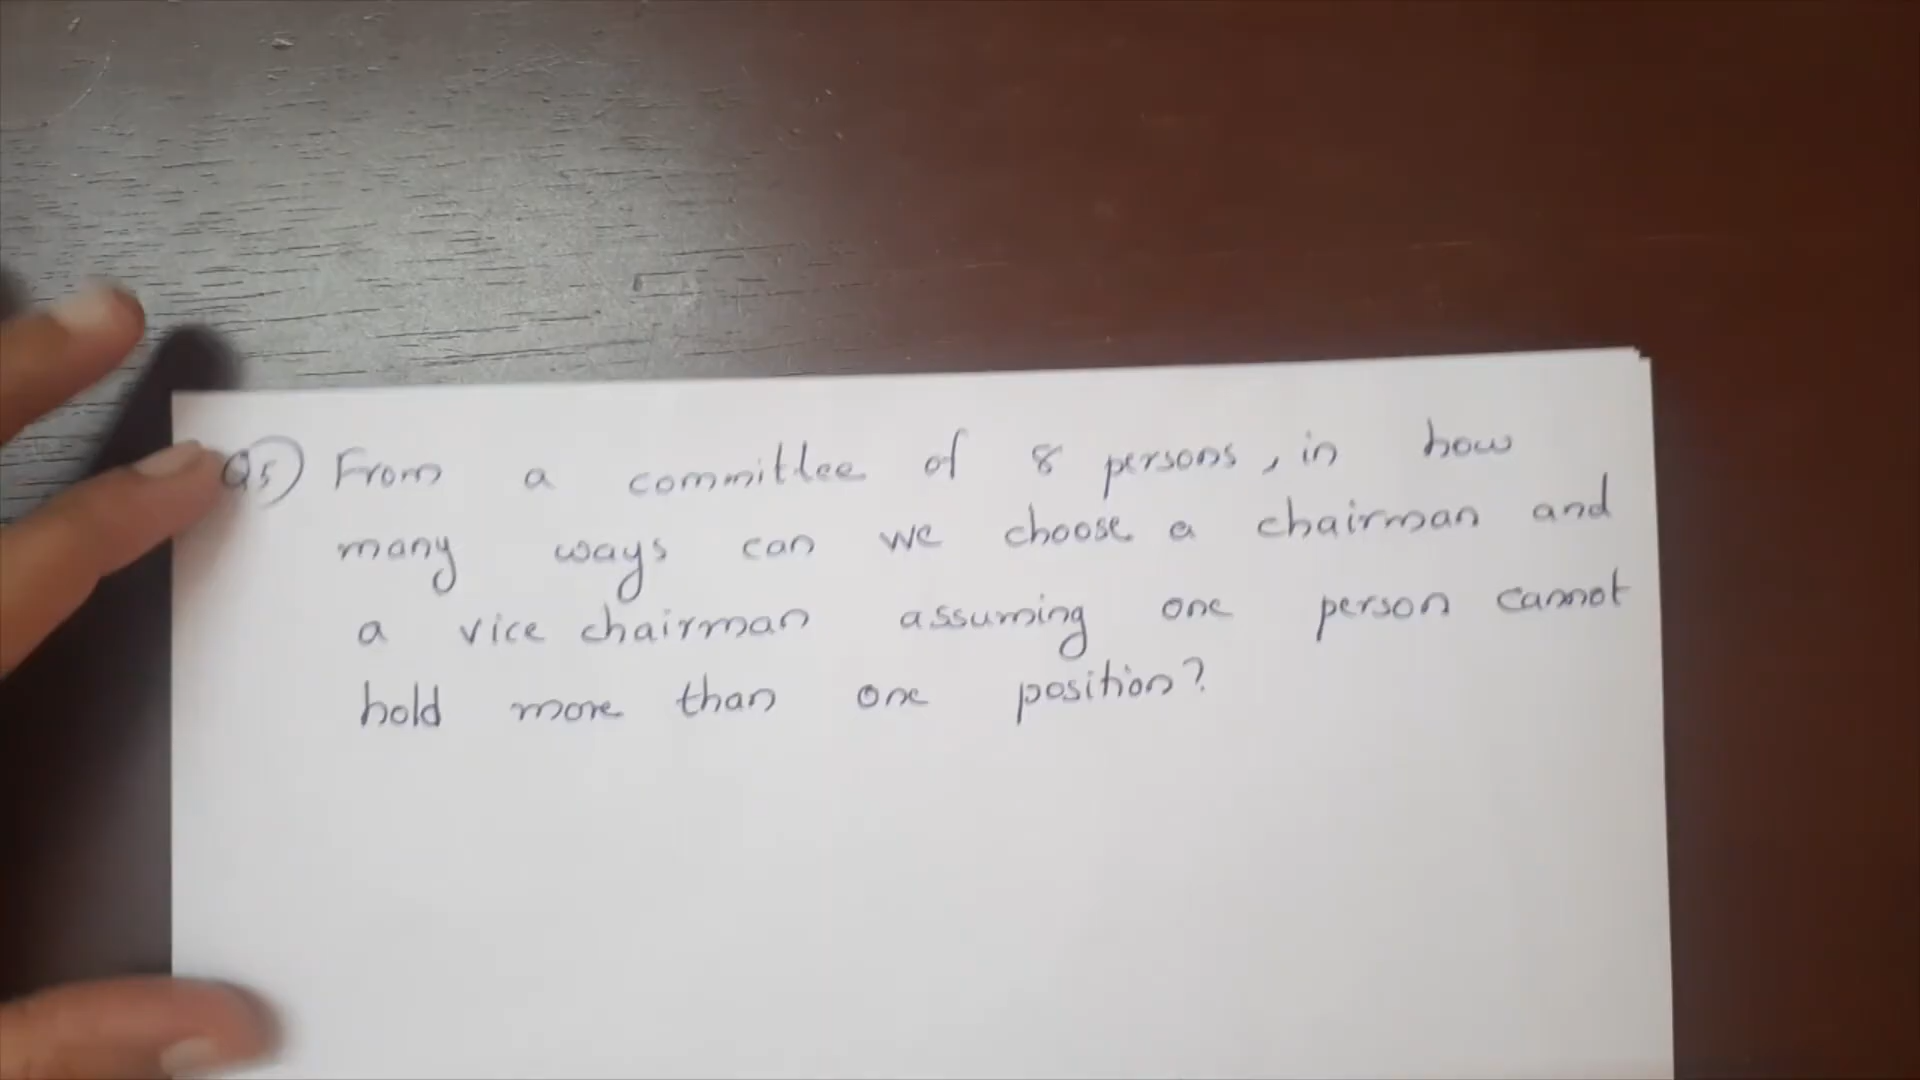 Q5) From a committee of 8 persons, in how
many ways can we choose a chairman and
a vice chairman assuming one person cannot
hold more than one position?